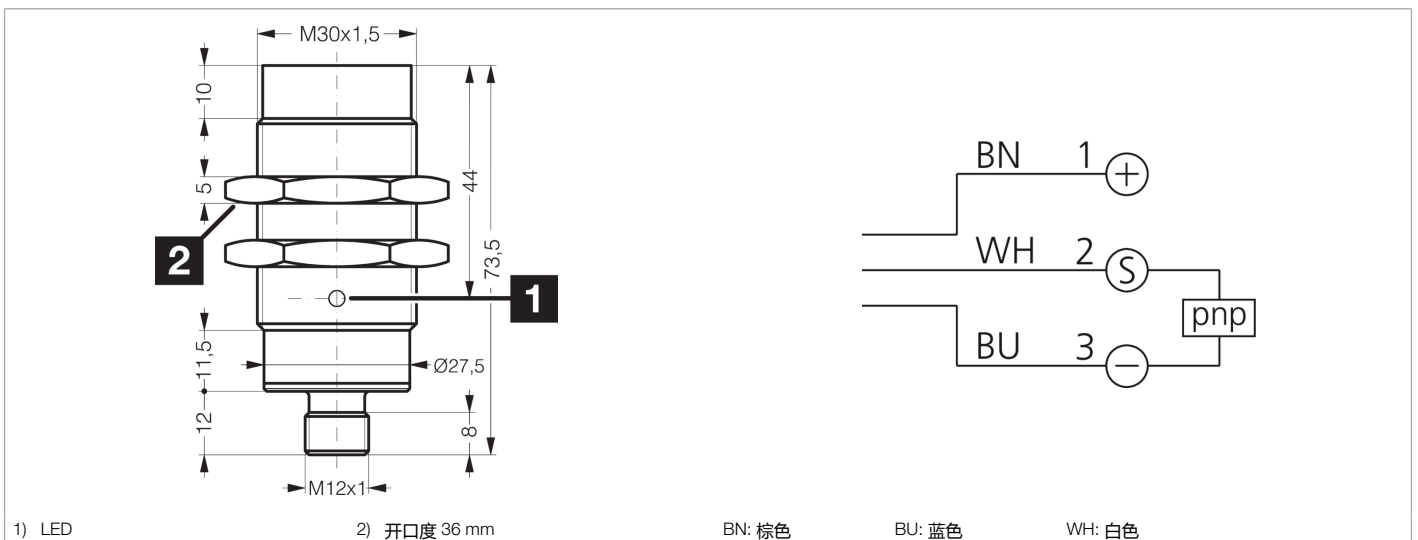 M30x1,5
10
5
44
73,5
2
1
11,5
Ø27,5
12
8
M12x1
BN 1 +
WH 2 S
pnp
BU 3 −
1) LED
2) 开口度 36 mm
BN: 棕色
BU: 蓝色
WH: 白色